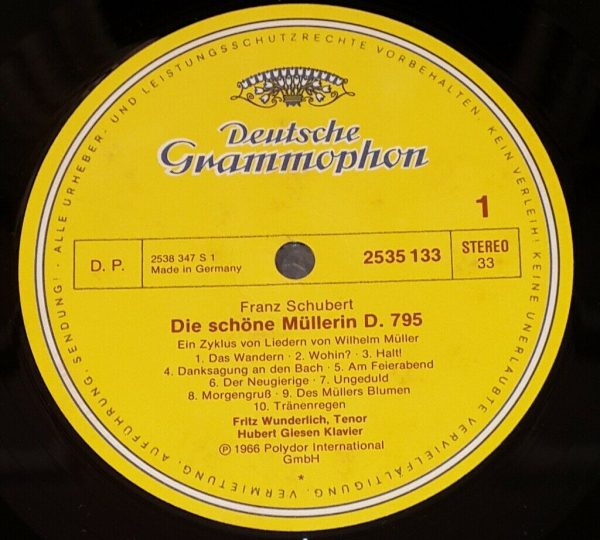 ALLE URHEBER- UND LEISTUNGSSCHUTZRECHTE VORBEHALTEN. KEIN VERLEIH! KEINE UNERLAUBTE VERVIELFÄLTIGUNG, VERMIETUNG, AUFFÜHRUNG, SENDUNG!
Deutsche
Grammophon
1
D. P.
2538 347 S 1
Made in Germany
2535 133
STEREO
33
Franz Schubert
Die schöne Müllerin D. 795
Ein Zyklus von Liedern von Wilhelm Müller
1. Das Wandern · 2. Wohin? · 3. Halt!
4. Danksagung an den Bach · 5. Am Feierabend
6. Der Neugierige · 7. Ungeduld
8. Morgengruß · 9. Des Müllers Blumen
10. Tränenregen
Fritz Wunderlich, Tenor
Hubert Giesen Klavier
Ⓟ 1966 Polydor International
GmbH